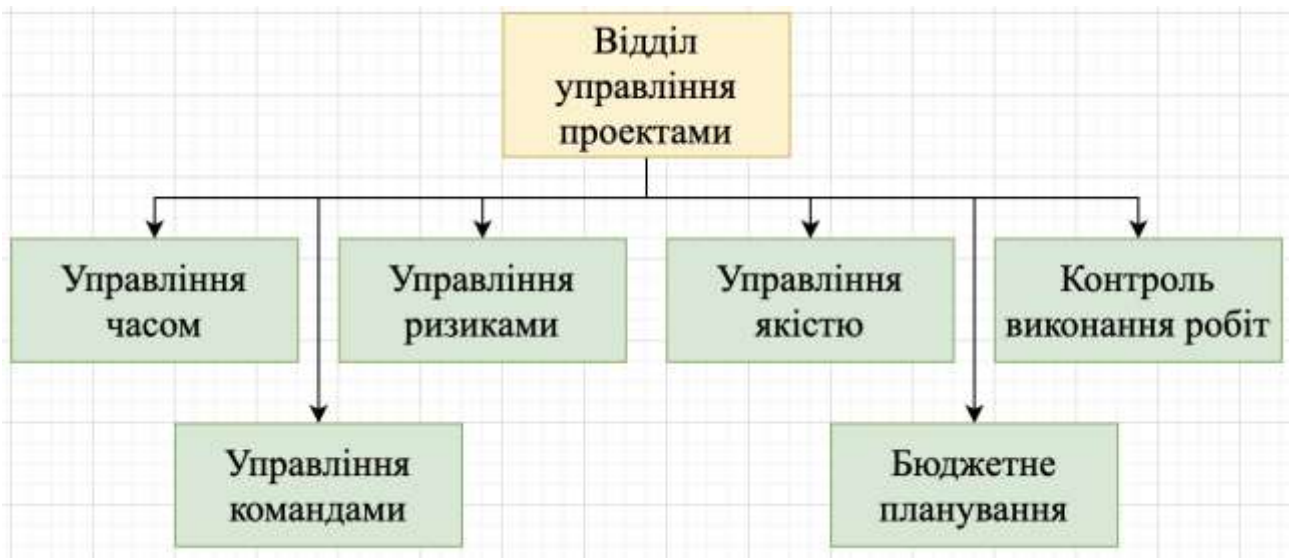 Відділ
управління
проектами
Управління
часом
Управління
ризиками
Управління
якістю
Контроль
виконання робіт
Управління
командами
Бюджетне
планування